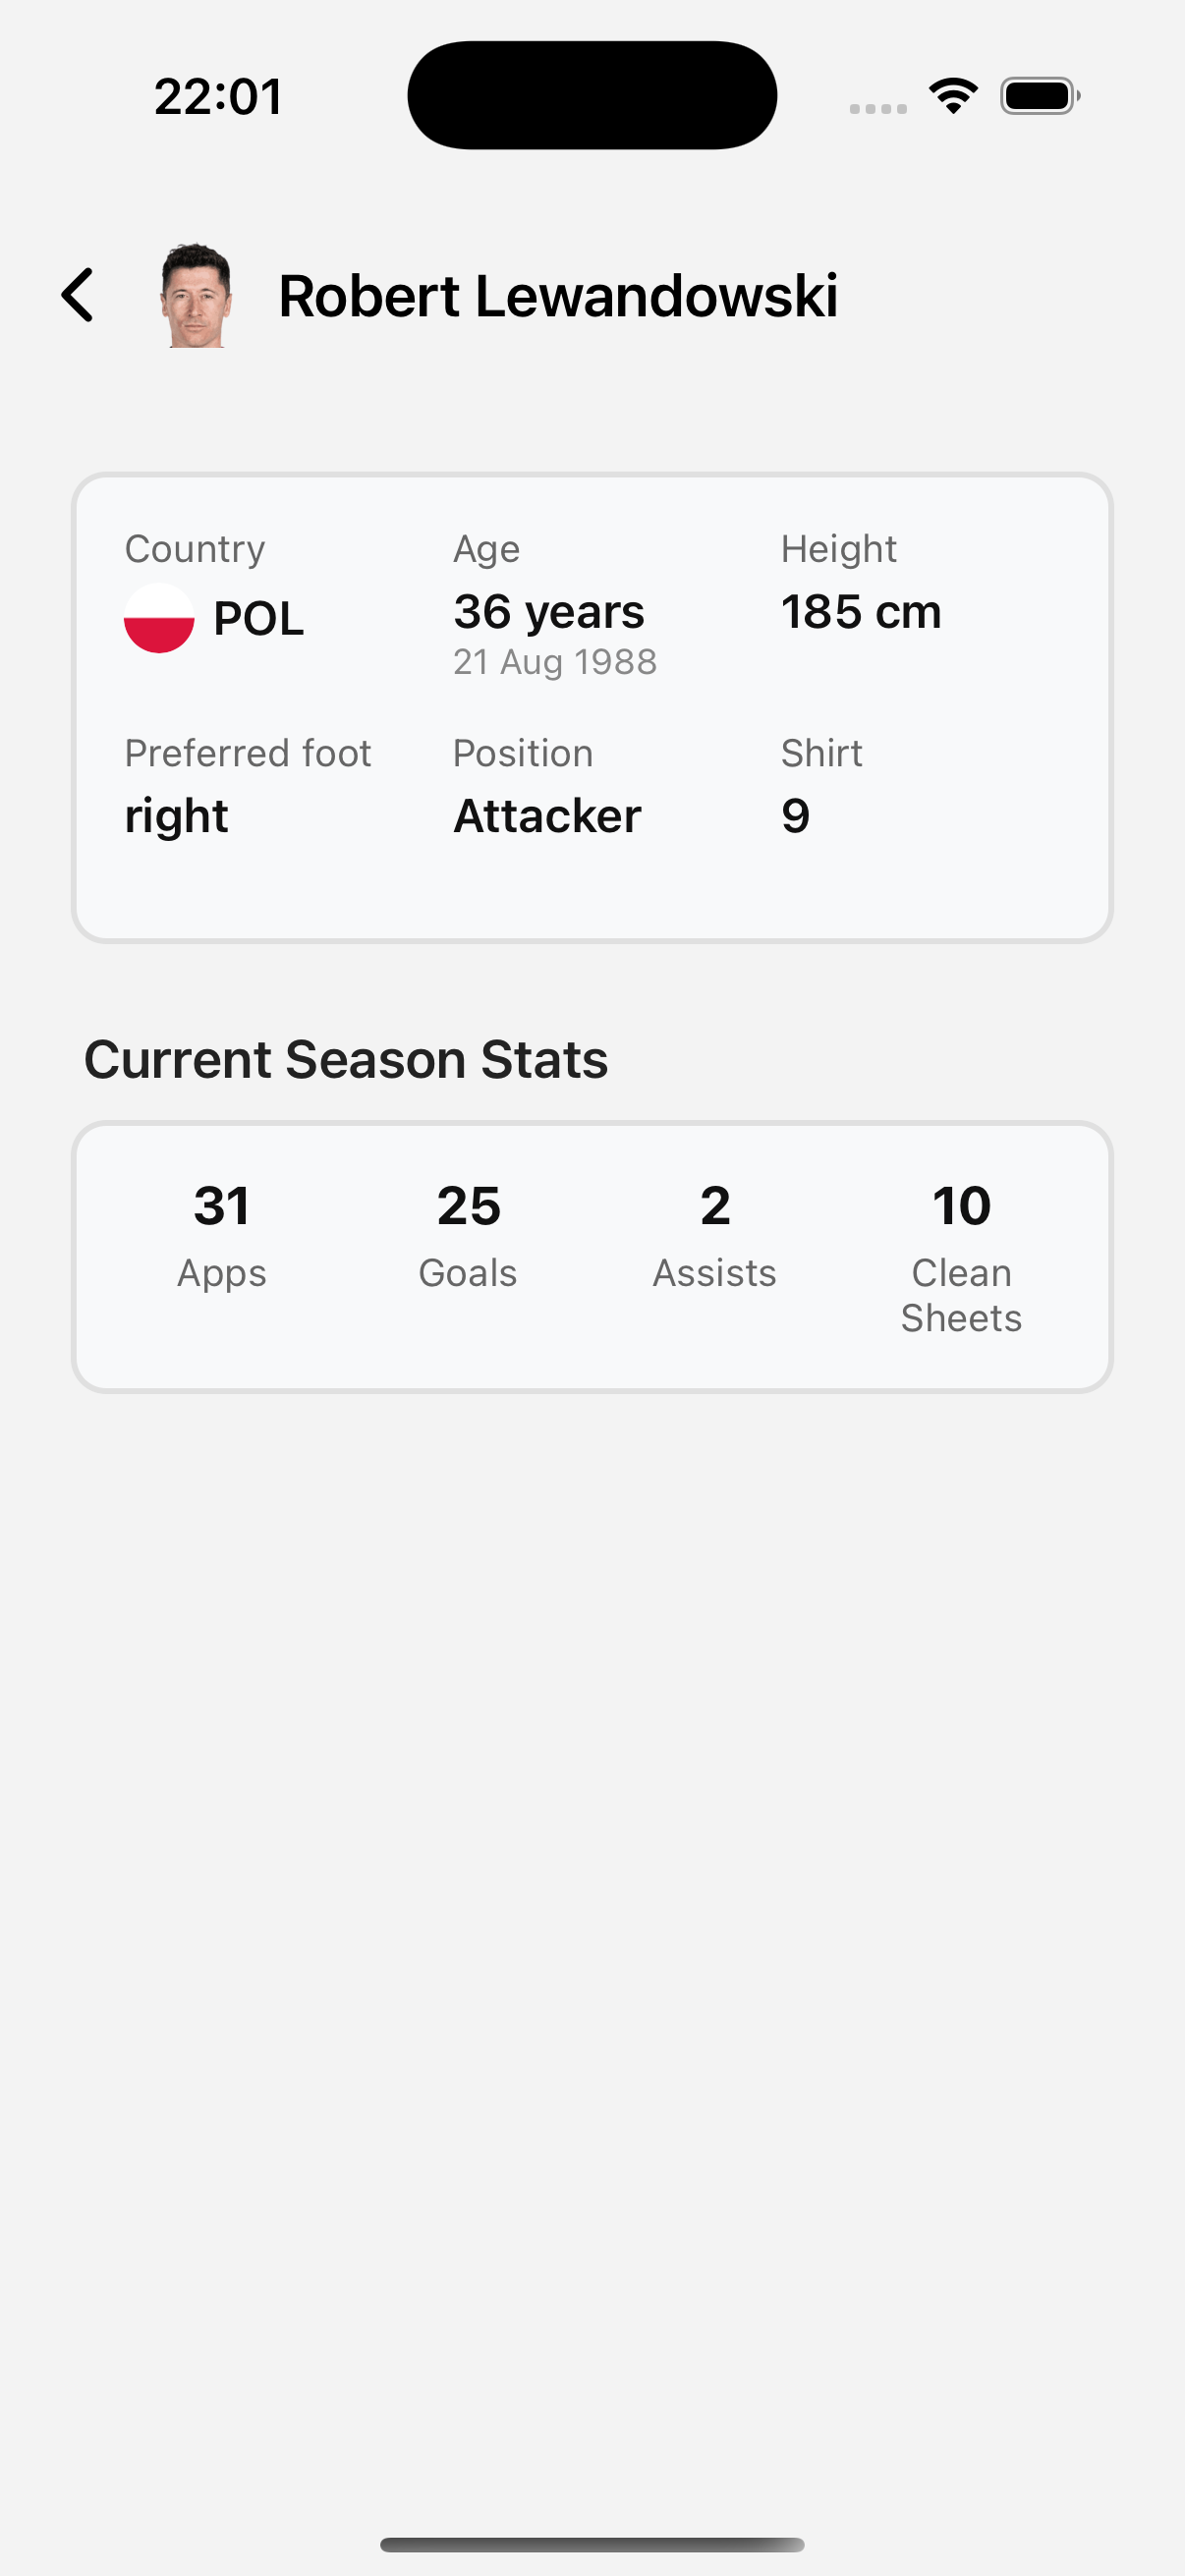 22:01
Robert Lewandowski
Country
Age
Height
POL
36 years
185 cm
21 Aug 1988
Preferred foot
Position
Shirt
right
Attacker
9
Current Season Stats
31
25
2
10
Apps
Goals
Assists
Clean
Sheets